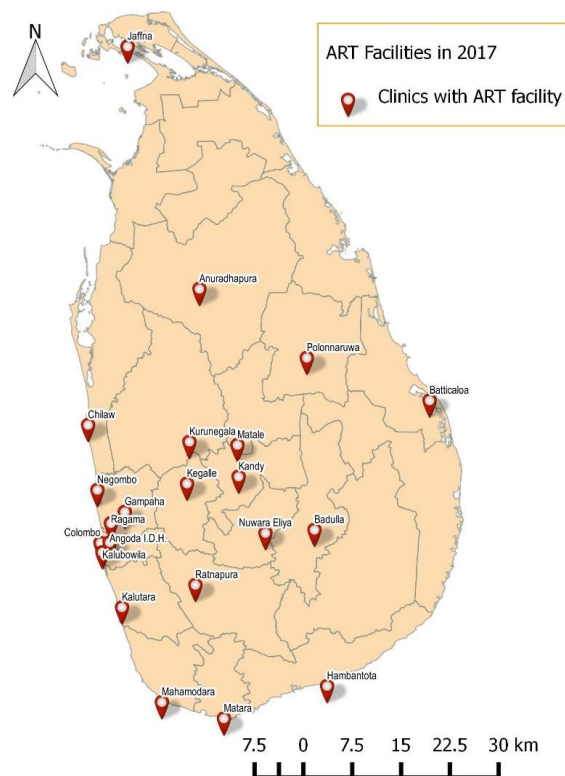 N
ART Facilities in 2017
Clinics with ART facility
Jaffna
Anuradhapura
Polonnaruwa
Batticaloa
Chilaw
Kurunegala
Matale
Kegalle
Kandy
Negombo
Gampaha
Ragama
Colombo
Angoda I.D.H.
Kalubowila
Nuwara Eliya
Badulla
Ratnapura
Kalutara
Hambantota
Mahamodara
Matara
7.5 0 7.5 15 22.5 30 km